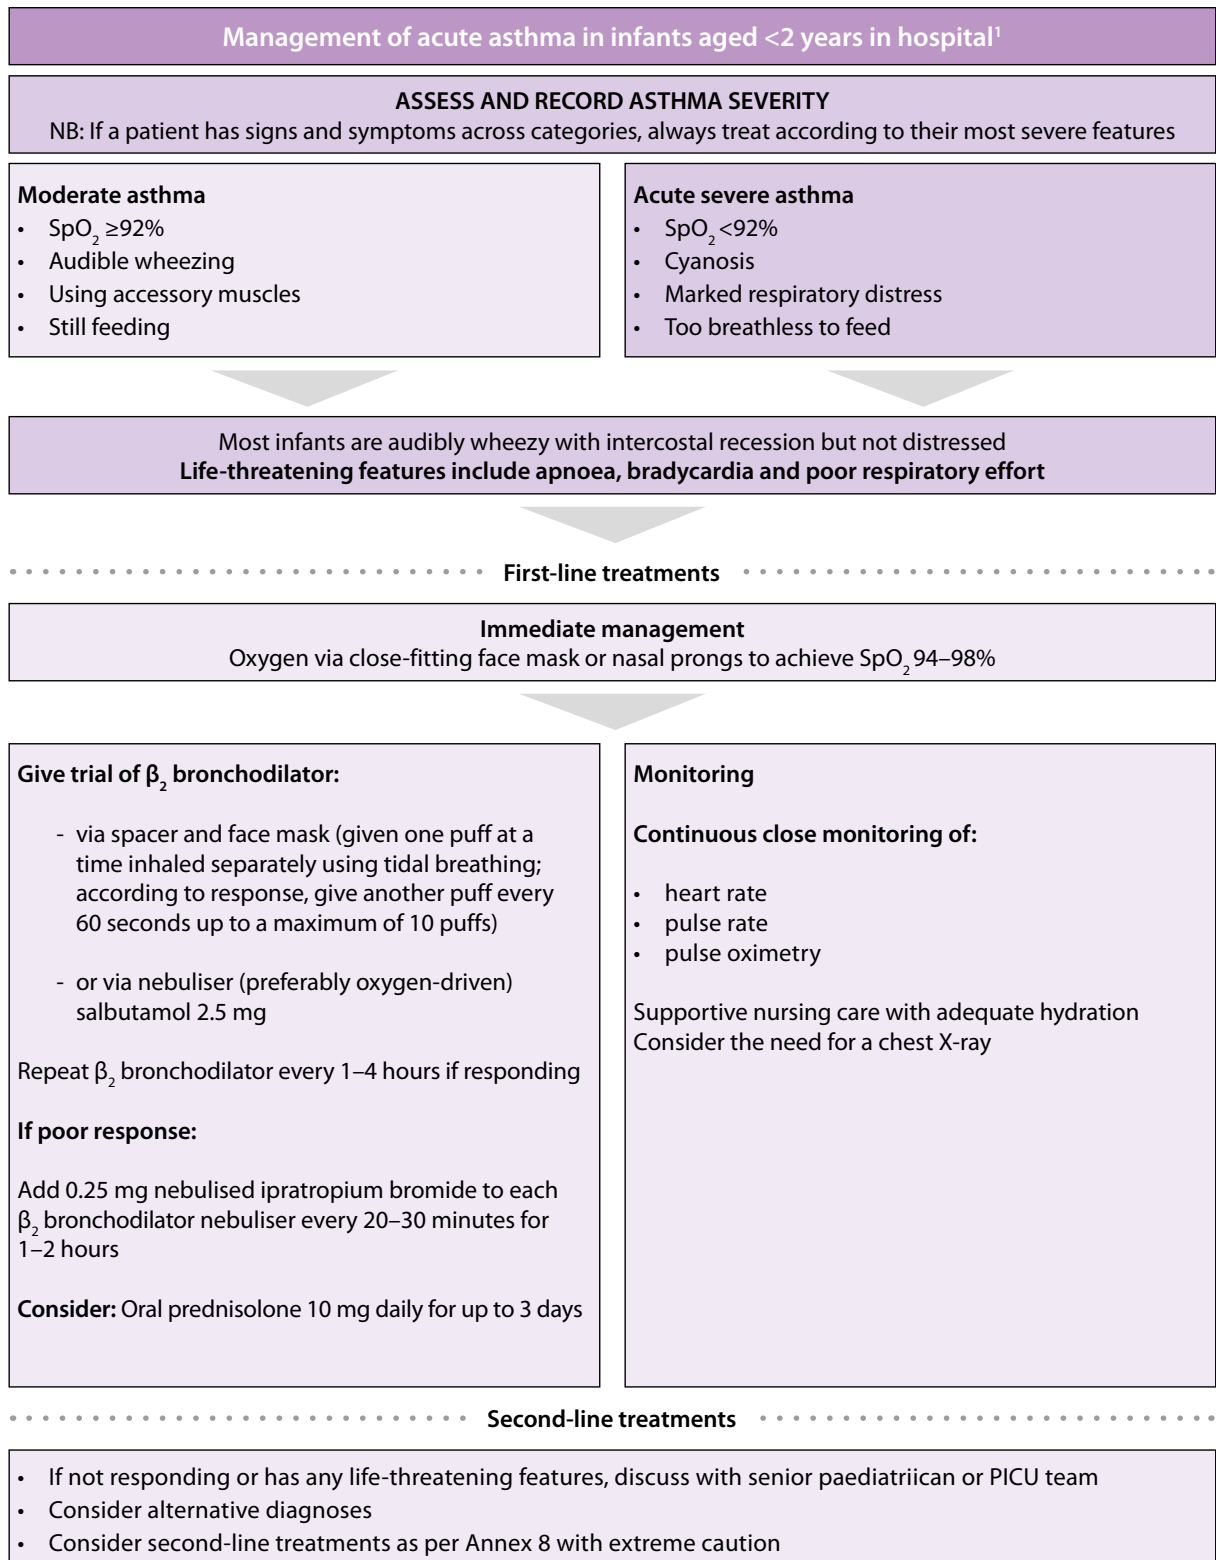 Management of acute asthma in infants aged <2 years in hospital¹
ASSESS AND RECORD ASTHMA SEVERITY
NB: If a patient has signs and symptoms across categories, always treat according to their most severe features
Moderate asthma
• SpO₂ ≥92%
• Audible wheezing
• Using accessory muscles
• Still feeding
Acute severe asthma
• SpO₂ <92%
• Cyanosis
• Marked respiratory distress
• Too breathless to feed
Most infants are audibly wheezy with intercostal recession but not distressed
Life-threatening features include apnoea, bradycardia and poor respiratory effort
First-line treatments
Immediate management
Oxygen via close-fitting face mask or nasal prongs to achieve SpO₂ 94–98%
Give trial of β₂ bronchodilator:
- via spacer and face mask (given one puff at a
time inhaled separately using tidal breathing;
according to response, give another puff every
60 seconds up to a maximum of 10 puffs)
- or via nebuliser (preferably oxygen-driven)
salbutamol 2.5 mg
Repeat β₂ bronchodilator every 1–4 hours if responding
If poor response:
Add 0.25 mg nebulised ipratropium bromide to each
β₂ bronchodilator nebuliser every 20–30 minutes for
1–2 hours
Consider: Oral prednisolone 10 mg daily for up to 3 days
Monitoring
Continuous close monitoring of:
• heart rate
• pulse rate
• pulse oximetry
Supportive nursing care with adequate hydration
Consider the need for a chest X-ray
Second-line treatments
• If not responding or has any life-threatening features, discuss with senior paediatriican or PICU team
• Consider alternative diagnoses
• Consider second-line treatments as per Annex 8 with extreme caution